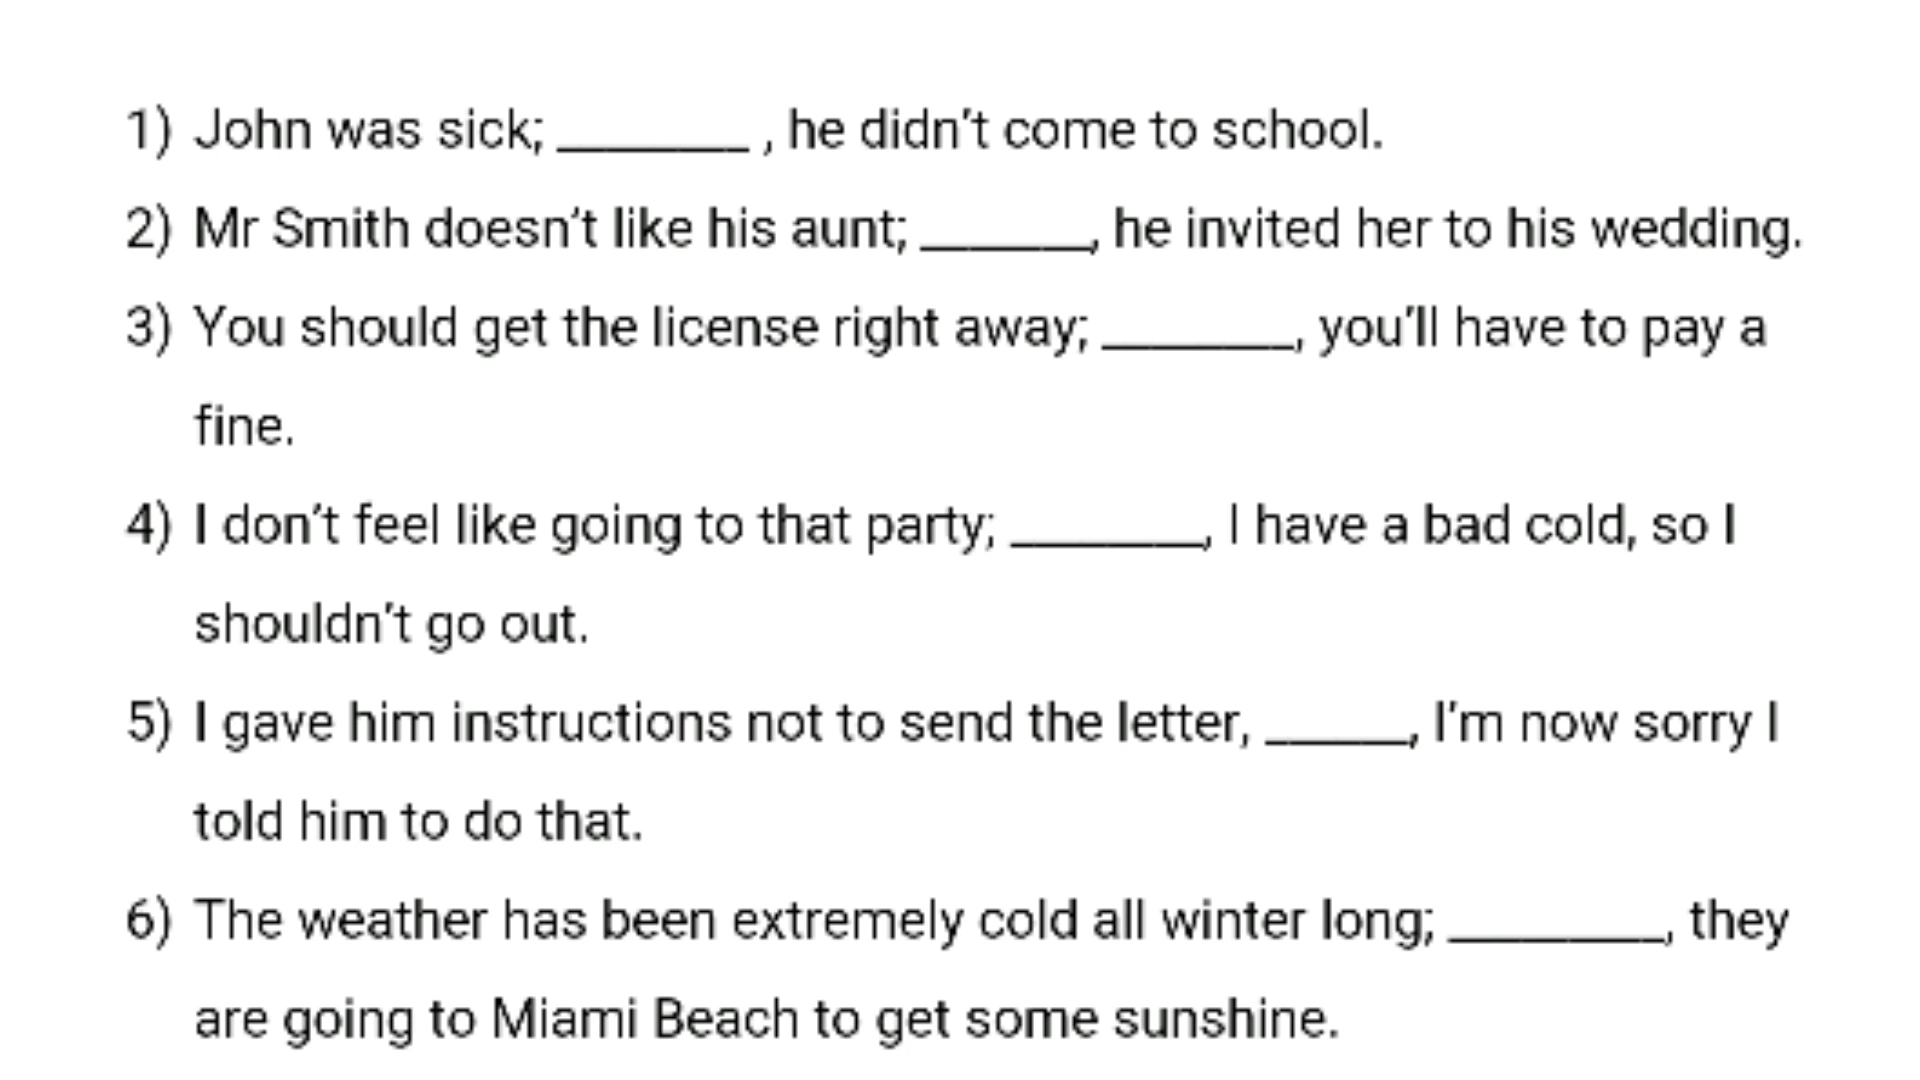 1) John was sick; ________ , he didn't come to school.
2) Mr Smith doesn't like his aunt; _______, he invited her to his wedding.
3) You should get the license right away; ________, you'll have to pay a
fine.
4) I don't feel like going to that party; ________, I have a bad cold, so I
shouldn't go out.
5) I gave him instructions not to send the letter, ______, I'm now sorry I
told him to do that.
6) The weather has been extremely cold all winter long; _________, they
are going to Miami Beach to get some sunshine.